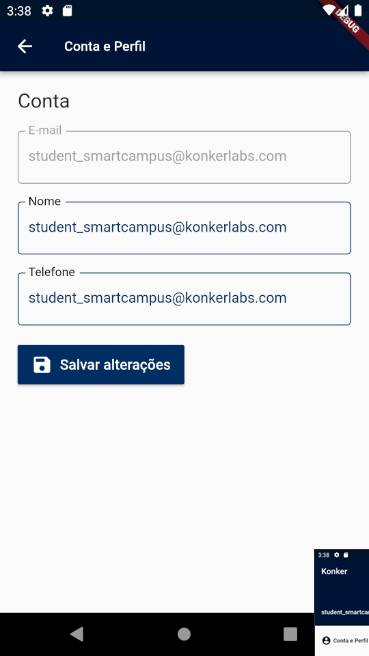 3:38
DEBUG
Conta e Perfil
Conta
E-mail
student_smartcampus@konkerlabs.com
Nome
student_smartcampus@konkerlabs.com
Telefone
student_smartcampus@konkerlabs.com
Salvar alterações
3:38
Konker
student_smartca
Conta e Perfil